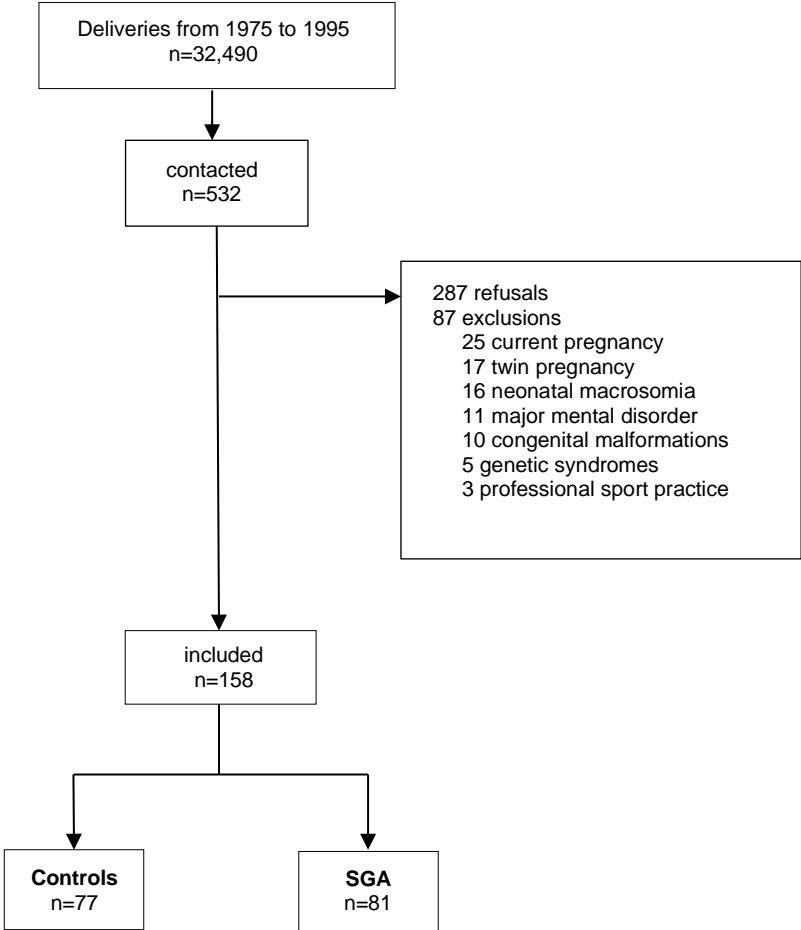 Deliveries from 1975 to 1995
n=32,490
contacted
n=532
287 refusals
87 exclusions
25 current pregnancy
17 twin pregnancy
16 neonatal macrosomia
11 major mental disorder
10 congenital malformations
5 genetic syndromes
3 professional sport practice
included
n=158
Controls
n=77
SGA
n=81